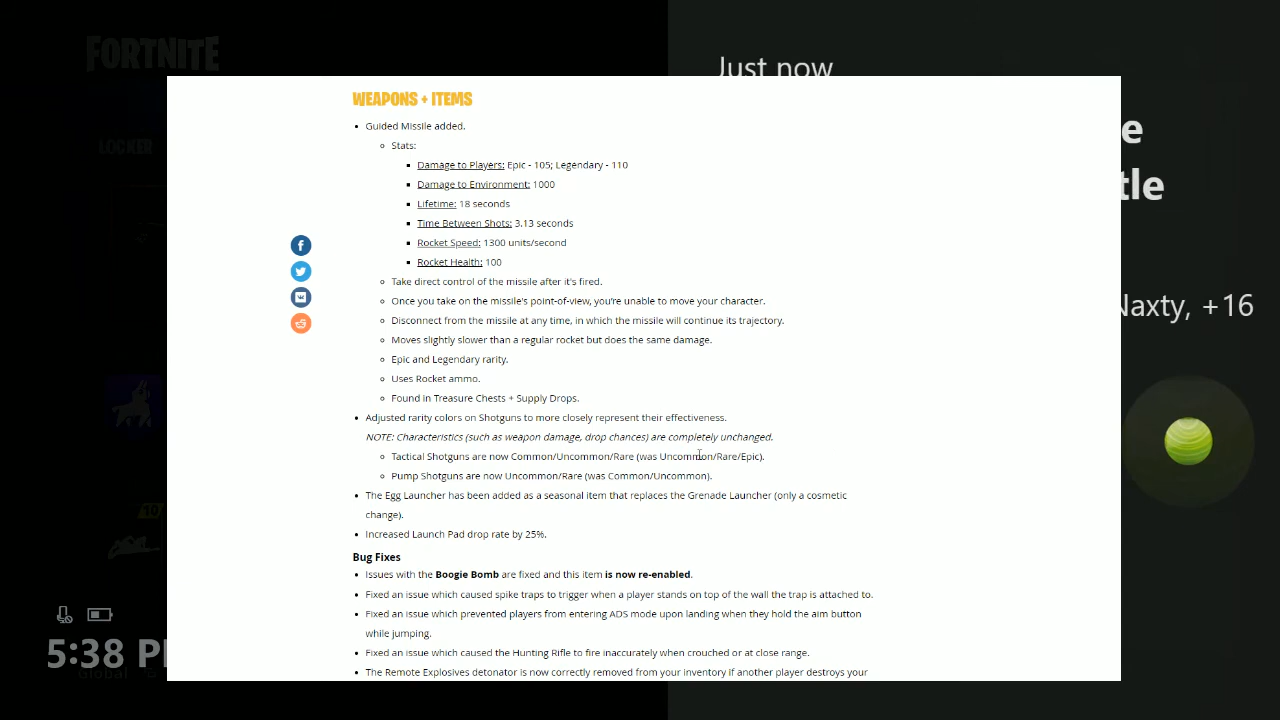 FORTNITE
Just now
WEAPONS + ITEMS
• Guided Missile added.
Stats:
Damage to Players: Epic - 105; Legendary - 110
Damage to Environment: 1000
Lifetime: 18 seconds
Time Between Shots: 3.13 seconds
Rocket Speed: 1300 units/second
Rocket Health: 100
Take direct control of the missile after it's fired.
Once you take on the missile's point-of-view, you're unable to move your character.
Disconnect from the missile at any time, in which the missile will continue its trajectory.
Moves slightly slower than a regular rocket but does the same damage.
Epic and Legendary rarity.
Uses Rocket ammo.
Found in Treasure Chests + Supply Drops.
• Adjusted rarity colors on Shotguns to more closely represent their effectiveness.
NOTE: Characteristics (such as weapon damage, drop chances) are completely unchanged.
Tactical Shotguns are now Common/Uncommon/Rare (was Uncommon/Rare/Epic).
Pump Shotguns are now Uncommon/Rare (was Common/Uncommon).
• The Egg Launcher has been added as a seasonal item that replaces the Grenade Launcher (only a cosmetic
change).
• Increased Launch Pad drop rate by 25%.
Bug Fixes
• Issues with the Boogie Bomb are fixed and this item is now re-enabled.
• Fixed an issue which caused spike traps to trigger when a player stands on top of the wall the trap is attached to.
• Fixed an issue which prevented players from entering ADS mode upon landing when they hold the aim button
while jumping.
• Fixed an issue which caused the Hunting Rifle to fire inaccurately when crouched or at close range.
• The Remote Explosives detonator is now correctly removed from your inventory if another player destroys your
LOCKER
10
e
tle
Naxty, +16
5:38 P
Global